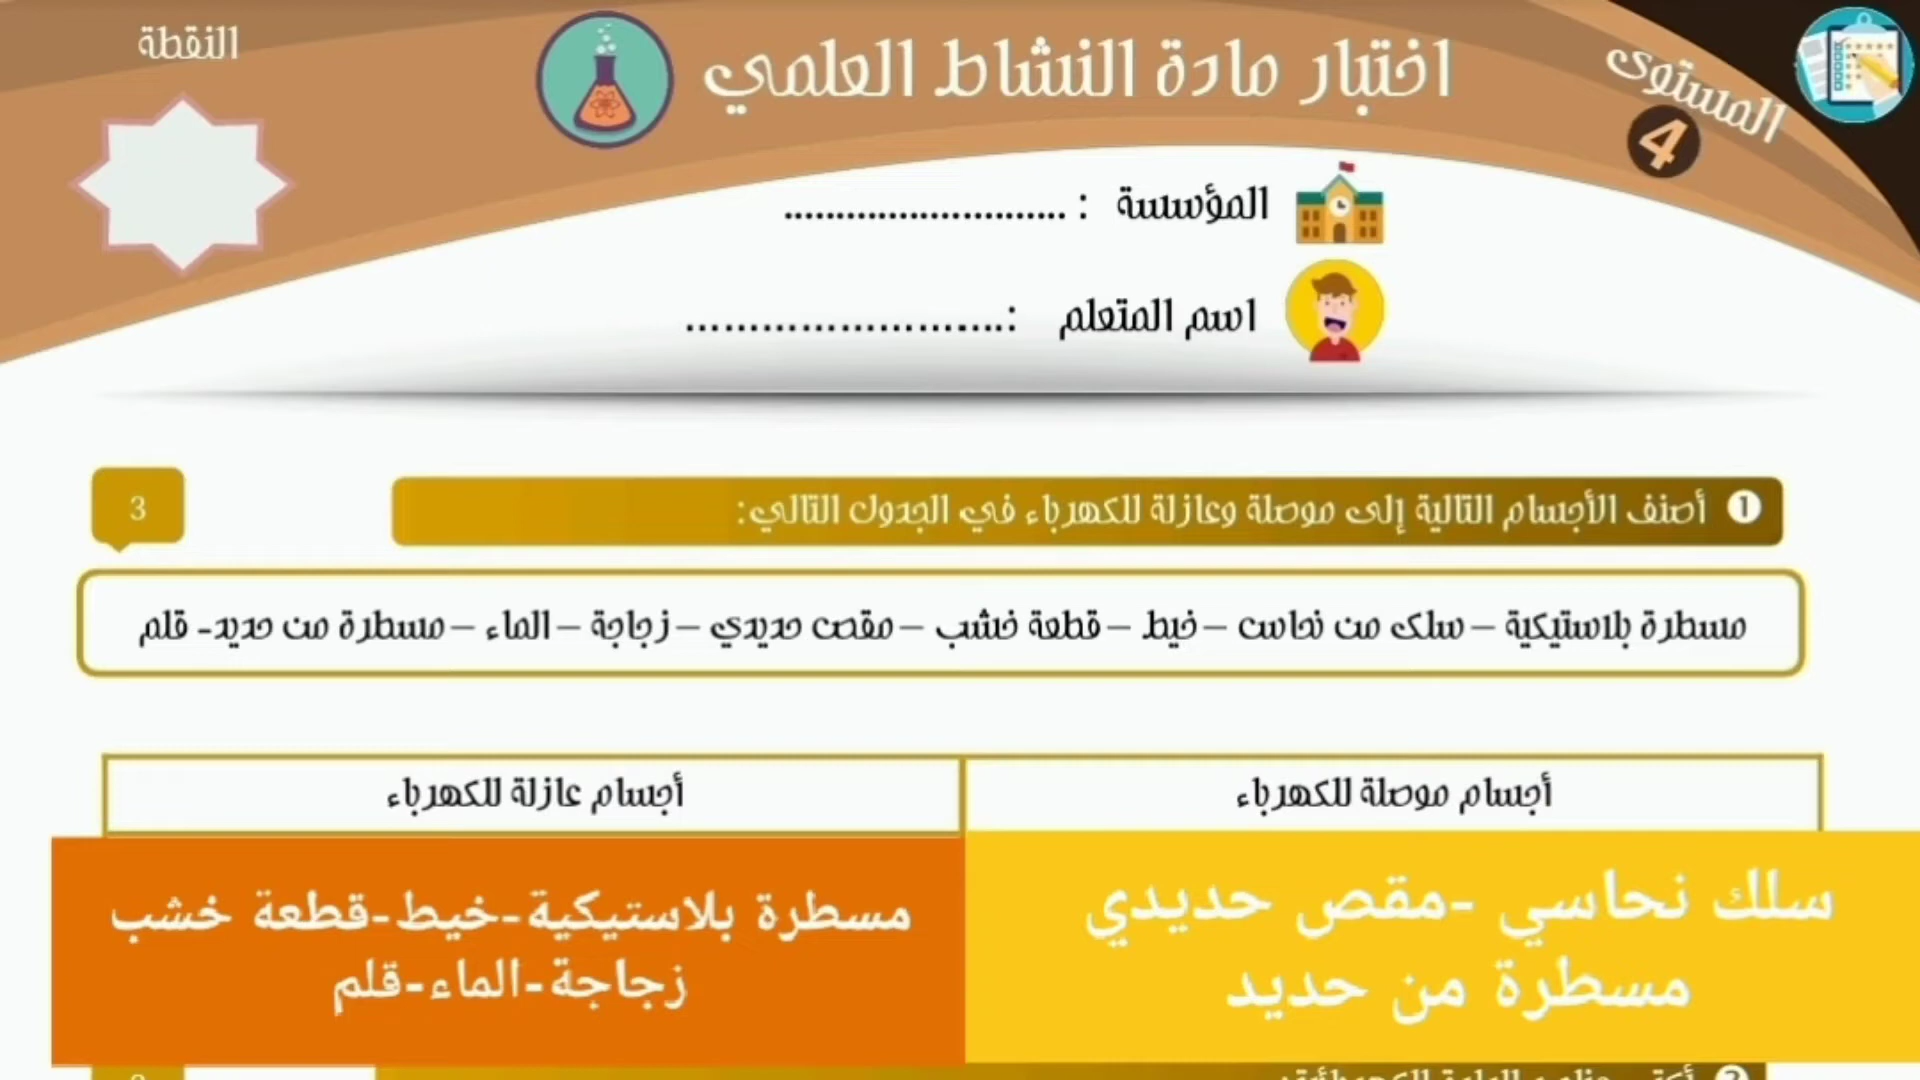 النقطة
اختبار مادة النشاط العلمي
المستوى
4
المؤسسة : ...........................
اسم المتعلم :.........................
3
❶ أصنف الأجسام التالية إلى موصلة وعازلة للكهرباء في الجدول التالي:
مسطرة بلاستيكية – سلك من نحاس – خيط – قطعة خشب – مقص حديدي – زجاجة – الماء – مسطرة من حديد- قلم
أجسام موصلة للكهرباء
أجسام عازلة للكهرباء
سلك نحاسي -مقص حديدي
مسطرة من حديد
مسطرة بلاستيكية-خيط-قطعة خشب
زجاجة-الماء-قلم